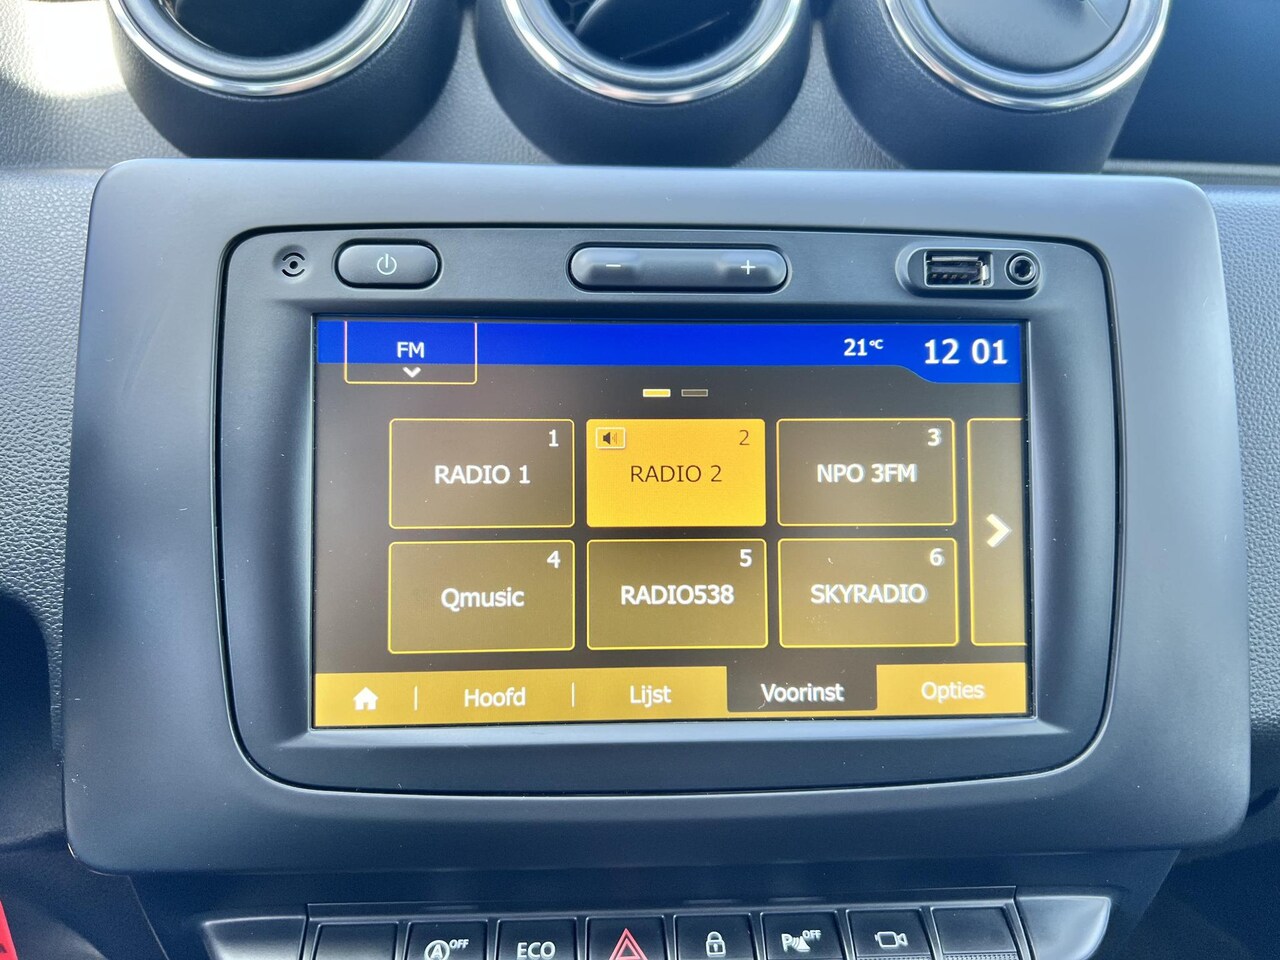 FM
21°C
12 01
1
RADIO 1
2
RADIO 2
3
NPO 3FM
4
Qmusic
5
RADIO538
6
SKYRADIO
Hoofd
Lijst
Voorinst
Opties
A OFF
ECO
P OFF